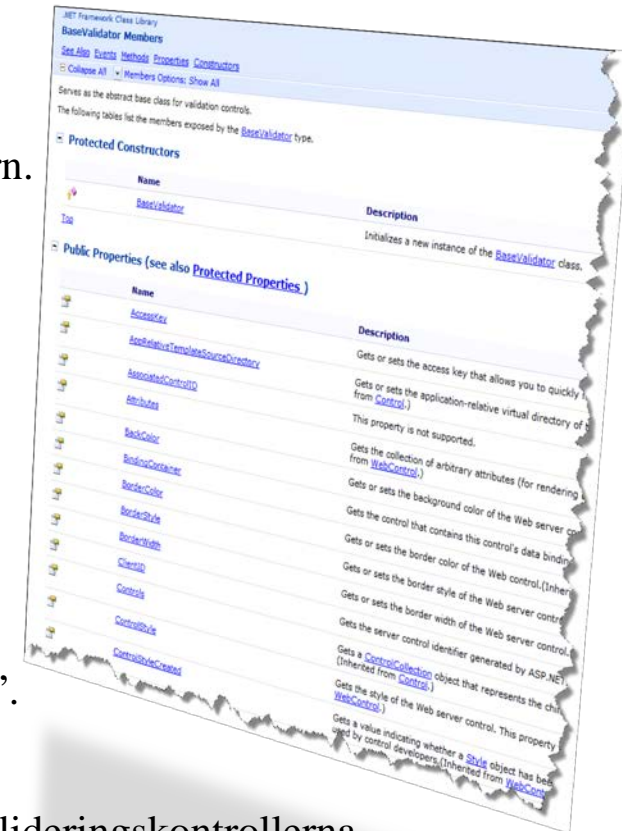 .NET Framework Class Library
BaseValidator Members
See Also Events Methods Properties Constructors
Collapse All Members Options: Show All
Serves as the abstract base class for validation controls.
The following tables list the members exposed by the BaseValidator type.
rn.
Protected Constructors
Name Description
BaseValidator Initializes a new instance of the BaseValidator class.
Top
Public Properties (see also Protected Properties )
Name Description
AccessKey Gets or sets the access key that allows you to quickly
AppRelativeTemplateSourceDirectory Gets or sets the application-relative virtual directory of
from Control.)
AssociatedControlID This property is not supported.
Attributes Gets the collection of arbitrary attributes (for rendering
from WebControl.)
BackColor Gets or sets the background color of the Web server
BindingContainer Gets the control that contains this control's data binding
BorderColor Gets or sets the border color of the Web control.(Inher
BorderStyle Gets or sets the border style of the Web server contr
BorderWidth Gets or sets the border width of the Web server control.
ClientID Gets the server control identifier generated by ASP.NET.
Controls Gets a ControlCollection object that represents the chi
(Inherited from Control.)
ControlStyle Gets the style of the Web server control. This property
WebControl.)
ControlStyleCreated Gets a value indicating whether a Style object has bee
used by control developers.(Inherited from WebCont
”.
lideringskontrollerna